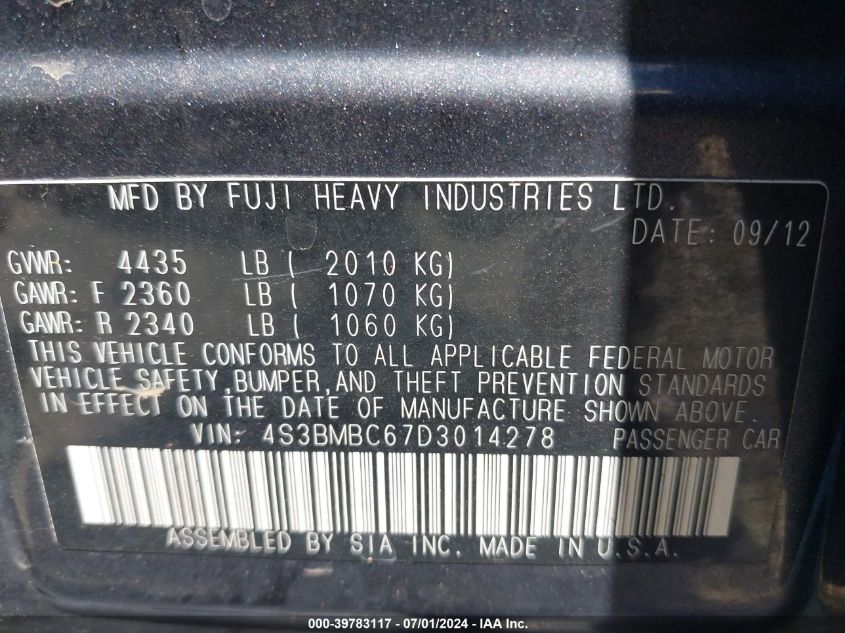 MFD BY FUJI HEAVY INDUSTRIES LTD.
DATE: 09/12
GVWR: 4435 LB ( 2010 KG)
GAWR: F 2360 LB ( 1070 KG)
GAWR: R 2340 LB ( 1060 KG)
THIS VEHICLE CONFORMS TO ALL APPLICABLE FEDERAL MOTOR
VEHICLE SAFETY,BUMPER,AND THEFT PREVENTION STANDARDS
IN EFFECT ON THE DATE OF MANUFACTURE SHOWN ABOVE.
VIN: 4S3BMBC67D3014278 PASSENGER CAR
ASSEMBLED BY SIA INC. MADE IN U.S.A.
000-39783117 - 07/01/2024 - IAA Inc.